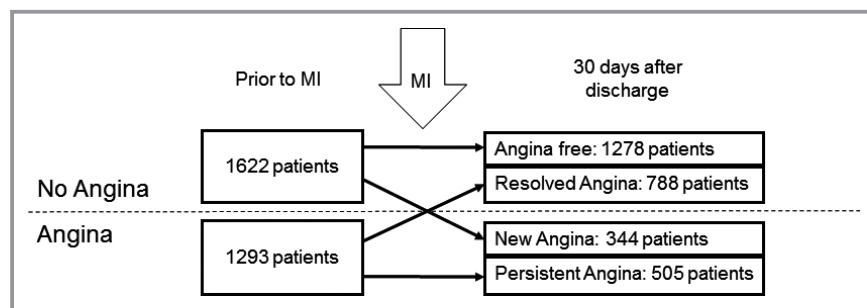 Prior to MI
MI
30 days after
discharge
No Angina
1622 patients
Angina free: 1278 patients
Resolved Angina: 788 patients
Angina
1293 patients
New Angina: 344 patients
Persistent Angina: 505 patients